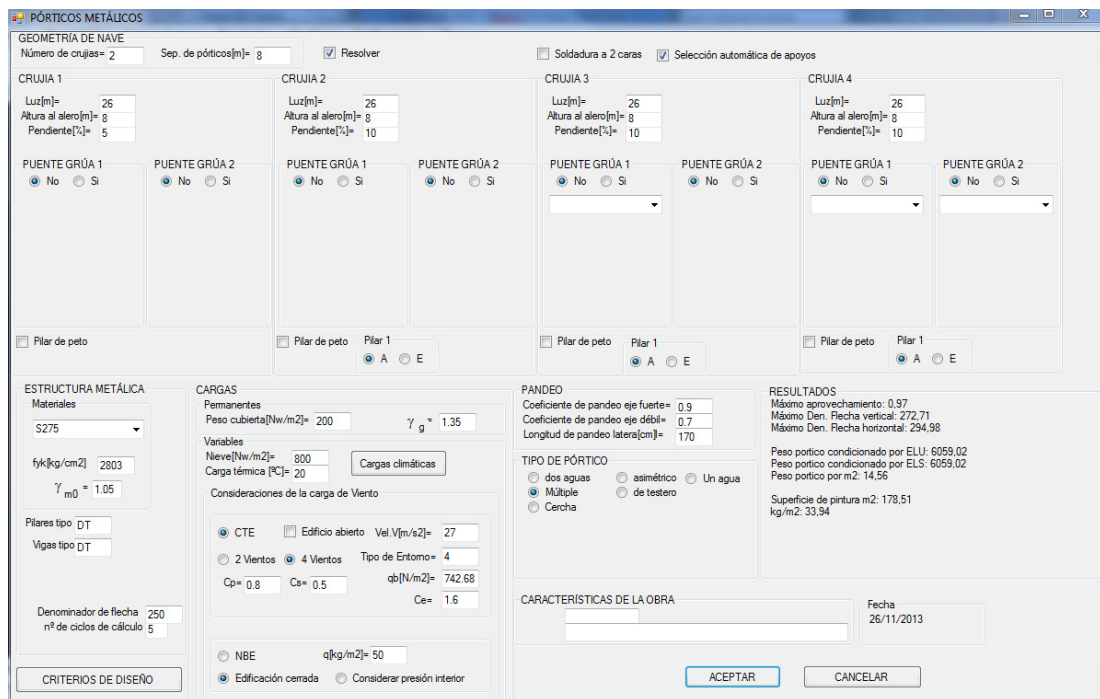 PÓRTICOS METÁLICOS
GEOMETRÍA DE NAVE
Número de crujias= 2 Sep. de pórticos[m]= 8 Resolver Soldadura a 2 caras Selección automática de apoyos
CRUJIA 1 CRUJIA 2 CRUJIA 3 CRUJIA 4
Luz[m]= 26 Luz[m]= 26 Luz[m]= 26 Luz[m]= 26
Altura al alero[m]= 8 Altura al alero[m]= 8 Altura al alero[m]= 8 Altura al alero[m]= 8
Pendiente[%]= 5 Pendiente[%]= 10 Pendiente[%]= 10 Pendiente[%]= 10
PUENTE GRÚA 1 PUENTE GRÚA 2 PUENTE GRÚA 1 PUENTE GRÚA 2 PUENTE GRÚA 1 PUENTE GRÚA 2 PUENTE GRÚA 1 PUENTE GRÚA 2
No Si No Si No Si No Si No Si No Si No Si No Si
Pilar de peto Pilar de peto Pilar 1 Pilar de peto Pilar 1 Pilar de peto Pilar 1
A E A E A E
ESTRUCTURA METÁLICA
Materiales
S275
fyk[kg/cm2] 2803
γ m0 = 1.05
Pilares tipo DT
Vigas tipo DT
Denominador de flecha 250
nº de ciclos de cálculo 5
CRITERIOS DE DISEÑO
CARGAS
Permanentes
Peso cubierta[Nw/m2]= 200 γ g = 1.35
Variables
Nieve[Nw/m2]= 800
Carga térmica [ºC]= 20
Cargas climáticas
Consideraciones de la carga de Viento
CTE Edificio abierto Vel.V[m/s2]= 27
2 Vientos 4 Vientos Tipo de Entorno= 4
Cp= 0.8 Cs= 0.5 qb[N/m2]= 742.68
Ce= 1.6
NBE q[kg/m2]= 50
Edificación cerrada Considerar presión interior
PANDEO
Coeficiente de pandeo eje fuerte= 0.9
Coeficiente de pandeo eje débil= 0.7
Longitud de pandeo latera[cm]l= 170
TIPO DE PÓRTICO
dos aguas asimétrico Un agua
Múltiple de testero
Cercha
RESULTADOS
Máximo aprovechamiento: 0,97
Máximo Den. Flecha vertical: 272,71
Máximo Den. Flecha horizontal: 294,98
Peso portico condicionado por ELU: 6059,02
Peso portico condicionado por ELS: 6059,02
Peso portico por m2: 14,56
Superficie de pintura m2: 178,51
kg/m2: 33,94
CARACTERÍSTICAS DE LA OBRA
Fecha
26/11/2013
ACEPTAR CANCELAR